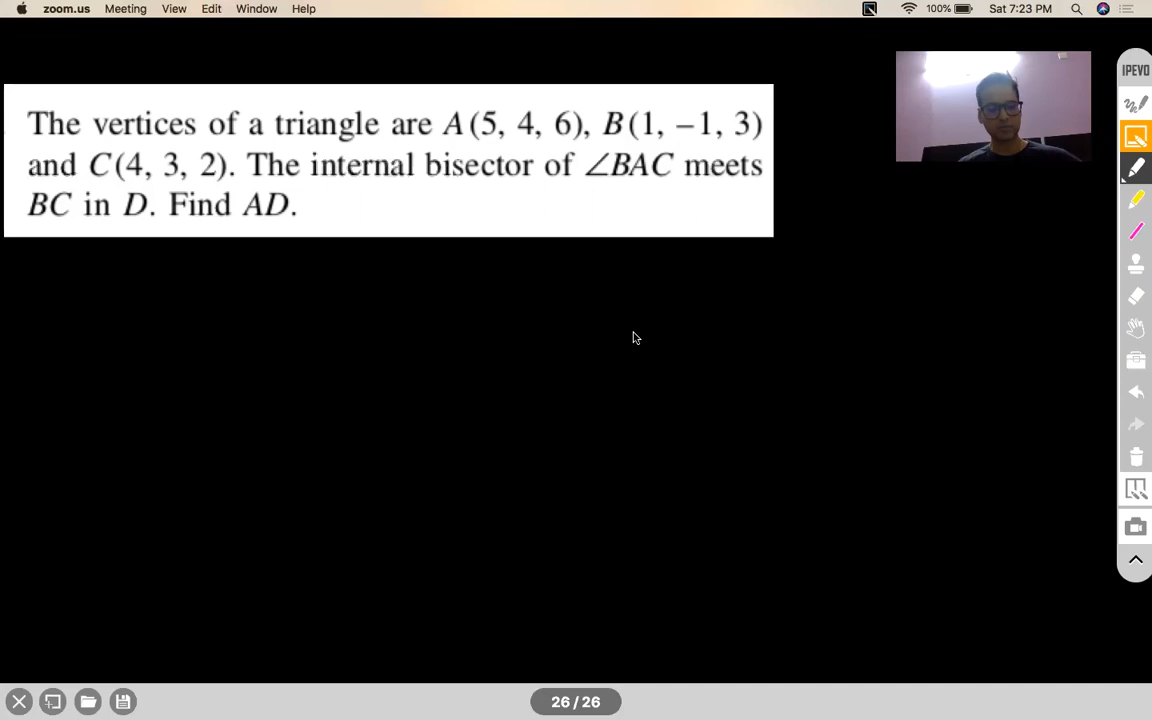 zoom.us Meeting View Edit Window Help 100% Sat 7:23 PM
IPEVO
The vertices of a triangle are A(5, 4, 6), B(1, −1, 3)
and C(4, 3, 2). The internal bisector of ∠BAC meets
BC in D. Find AD.
26 / 26